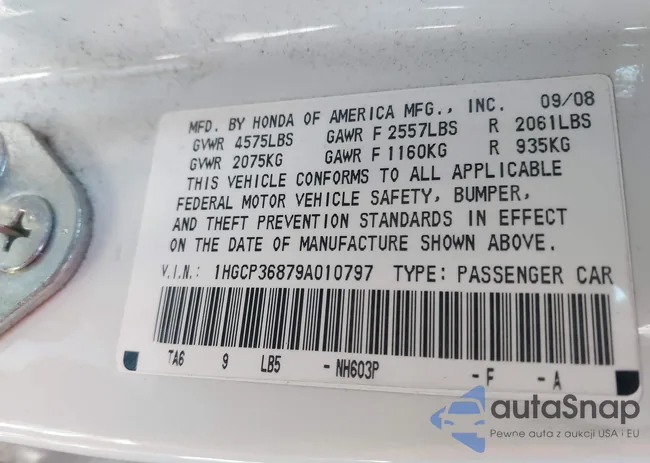 MFD. BY HONDA OF AMERICA MFG., INC. 09/08
GVWR 4575LBS GAWR F 2557LBS R 2061LBS
GVWR 2075KG GAWR F 1160KG R 935KG
THIS VEHICLE CONFORMS TO ALL APPLICABLE
FEDERAL MOTOR VEHICLE SAFETY, BUMPER,
AND THEFT PREVENTION STANDARDS IN EFFECT
ON THE DATE OF MANUFACTURE SHOWN ABOVE.
V.I.N.: 1HGCP36879A010797 TYPE: PASSENGER CAR
TA6 9 LB5 - NH603P - F - A
autaSnap
Pewne auta z aukcji USA i EU